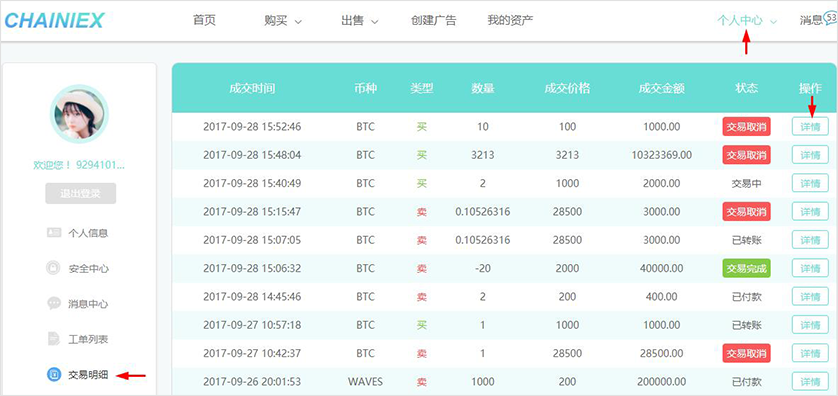 CHAINIEX 首页 购买 出售 创建广告 我的资产 个人中心 消息 53
欢迎您！ 9294101...
退出登录
个人信息
安全中心
消息中心
工单列表
交易明细
成交时间 币种 类型 数量 成交价格 成交金额 状态 操作
2017-09-28 15:52:46 BTC 买 10 100 1000.00 交易取消 详情
2017-09-28 15:48:04 BTC 买 3213 3213 10323369.00 交易取消 详情
2017-09-28 15:40:49 BTC 买 2 1000 2000.00 交易中 详情
2017-09-28 15:15:47 BTC 卖 0.10526316 28500 3000.00 交易取消 详情
2017-09-28 15:07:05 BTC 卖 0.10526316 28500 3000.00 已转账 详情
2017-09-28 15:06:32 BTC 卖 -20 2000 40000.00 交易完成 详情
2017-09-28 14:45:46 BTC 卖 2 200 400.00 已付款 详情
2017-09-27 10:57:18 BTC 买 1 1000 1000.00 已转账 详情
2017-09-27 10:42:37 BTC 卖 1 28500 28500.00 交易取消 详情
2017-09-26 20:01:53 WAVES 卖 1000 200 200000.00 已付款 详情